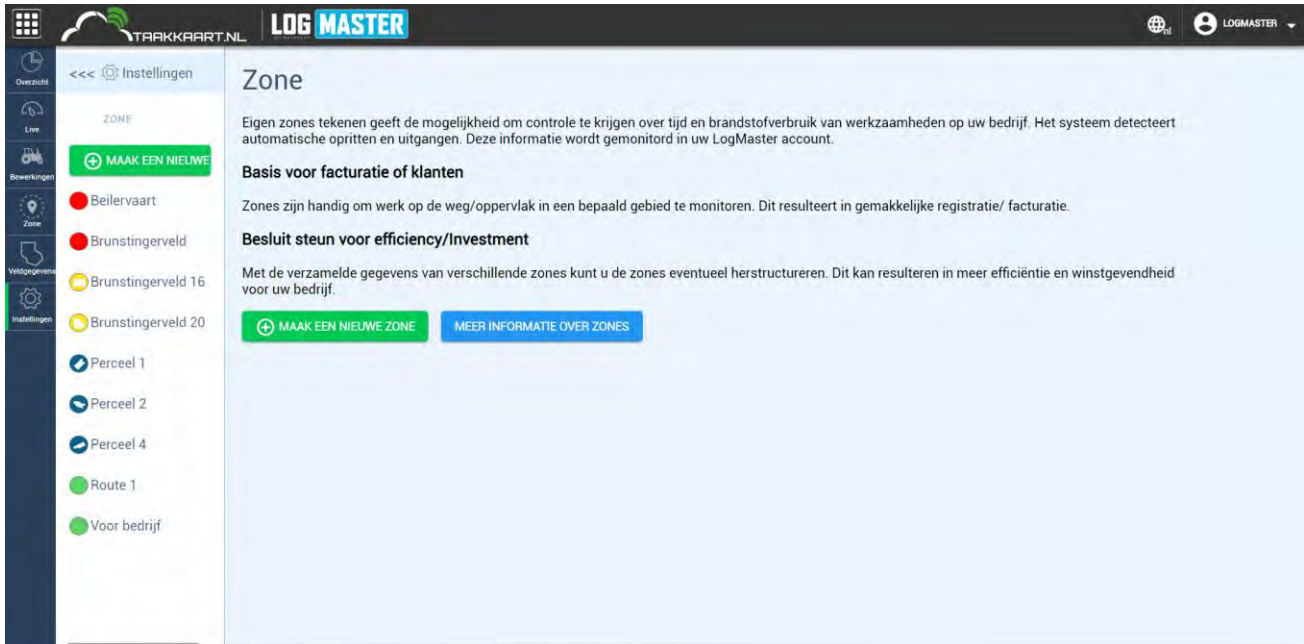 TAAKKAART.NL
LOG MASTER
nl
LOGMASTER
Overzicht
Live
Bewerkingen
Zone
Veldgegevens
Instellingen
<<< Instellingen
ZONE
MAAK EEN NIEUWE
Beilervaart
Brunstingerveld
Brunstingerveld 16
Brunstingerveld 20
Perceel 1
Perceel 2
Perceel 4
Route 1
Voor bedrijf
Zone
Eigen zones tekenen geeft de mogelijkheid om controle te krijgen over tijd en brandstofverbruik van werkzaamheden op uw bedrijf. Het systeem detecteert
automatische opritten en uitgangen. Deze informatie wordt gemonitord in uw LogMaster account.
Basis voor facturatie of klanten
Zones zijn handig om werk op de weg/oppervlak in een bepaald gebied te monitoren. Dit resulteert in gemakkelijke registratie/ facturatie.
Besluit steun voor efficiency/Investment
Met de verzamelde gegevens van verschillende zones kunt u de zones eventueel herstructureren. Dit kan resulteren in meer efficiëntie en winstgevendheid
voor uw bedrijf.
MAAK EEN NIEUWE ZONE
MEER INFORMATIE OVER ZONES